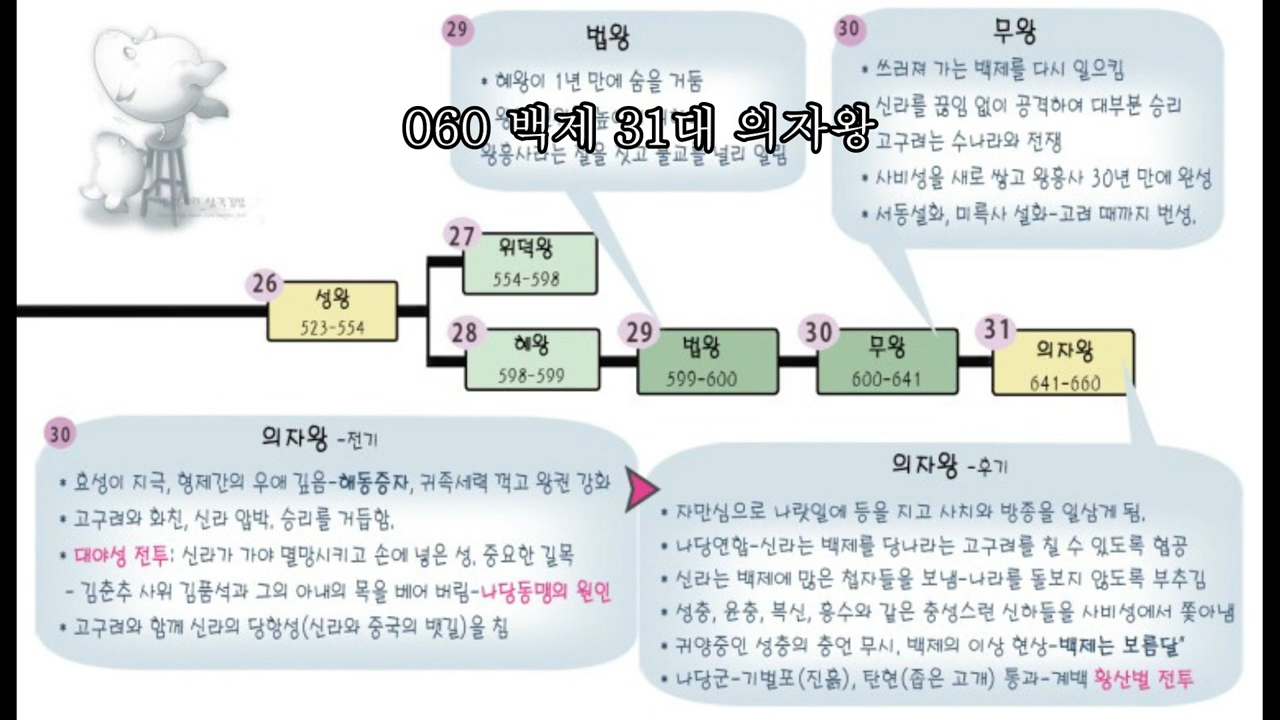 29
법왕
* 혜왕이 1년 만에 숨을 거둠
060 백제 31대 의자왕
왕흥사라는 절을 짓고 불교를 널리 알림
30
무왕
* 쓰러져 가는 백제를 다시 일으킴
신라를 끊임 없이 공격하여 대부분 승리
고구려는 수나라와 전쟁
* 사비성을 새로 쌓고 왕흥사 30년 만에 완성
* 서동설화, 미륵사 설화-고려 때까지 번성.
26
성왕
523-554
27
위덕왕
554-598
28
혜왕
598-599
29
법왕
599-600
30
무왕
600-641
31
의자왕
641-660
30
의자왕 -전기
* 효성이 지극, 형제간의 우애 깊음-해동증자, 귀족세력 꺽고 왕권 강화
* 고구려와 화친, 신라 압박, 승리를 거듭함.
* 대야성 전투: 신라가 가야 멸망시키고 손에 넣은 성, 중요한 길목
- 김춘추 사위 김품석과 그의 아내의 목을 베어 버림-나당동맹의 원인
* 고구려와 함께 신라의 당항성(신라와 중국의 뱃길)을 침
의자왕 -후기
* 자만심으로 나랏일에 등을 지고 사치와 방종을 일삼게 됨.
* 나당연합-신라는 백제를 당나라는 고구려를 칠 수 있도록 협공
* 신라는 백제에 많은 첩자들을 보냄-나라를 돌보지 않도록 부추김
* 성충, 윤충, 복신, 흥수와 같은 충성스런 신하들을 사비성에서 쫓아냄
* 귀양중인 성충의 충언 무시, 백제의 이상 현상-백제는 보름달"
* 나당군-기벌포(진흙), 탄현(좁은 고개) 통과-계백 황산벌 전투